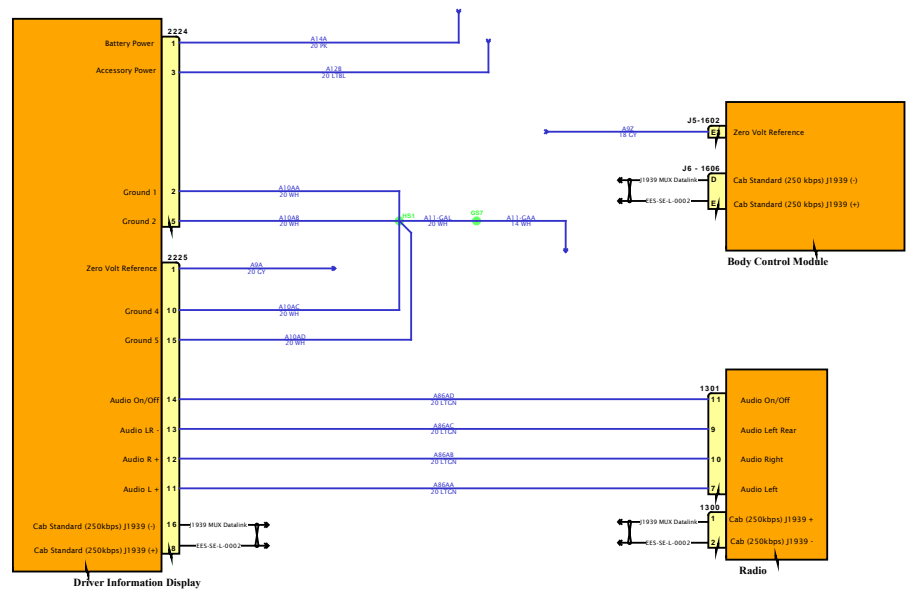 2224
Battery Power 1 A14A
20 PK
Accessory Power 3 A12B
20 LTBL
J5-1602
A9Z
18 GY
Zero Volt Reference
J6 - 1606
J1939 MUX Datalink D Cab Standard (250 kbps) J1939 (-)
EES-SE-L-0002 E Cab Standard (250 kbps) J1939 (+)
Body Control Module
Ground 1 2 A10AA
20 WH
HS1 GB7
Ground 2 5 A10AB A11-GAL A11-GAA
20 WH 20 WH 14 WH
2225
Zero Volt Reference 1 A9A
20 GY
Ground 4 10 A10AC
20 WH
Ground 5 15 A10AD
20 WH
1301
Audio On/Off 14 A86AD 11 Audio On/Off
20 LTGN
Audio LR - 13 A86AC 9 Audio Left Rear
20 LTGN
Audio R + 12 A86AB 10 Audio Right
20 LTGN
Audio L + 11 A86AA 7 Audio Left
20 LTGN
1300
Cab Standard (250kbps) J1939 (-) 16 J1939 MUX Datalink J1939 MUX Datalink 1 Cab (250kbps) J1939 +
Cab Standard (250kbps) J1939 (+) 8 EES-SE-L-0002 EES-SE-L-0002 2 Cab (250kbps) J1939 -
Driver Information Display
Radio